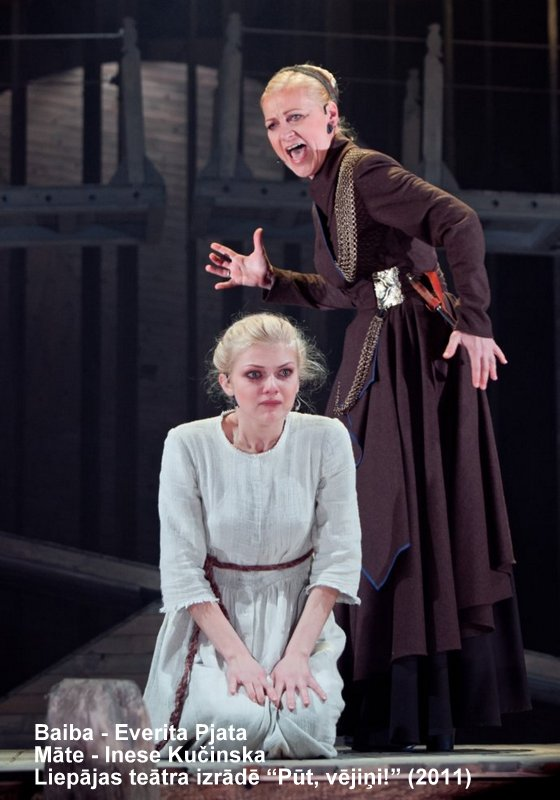 Baiba - Everita Pjata
Māte - Inese Kučinska
Liepājas teātra izrādē “Pūt, vējiņi!” (2011)